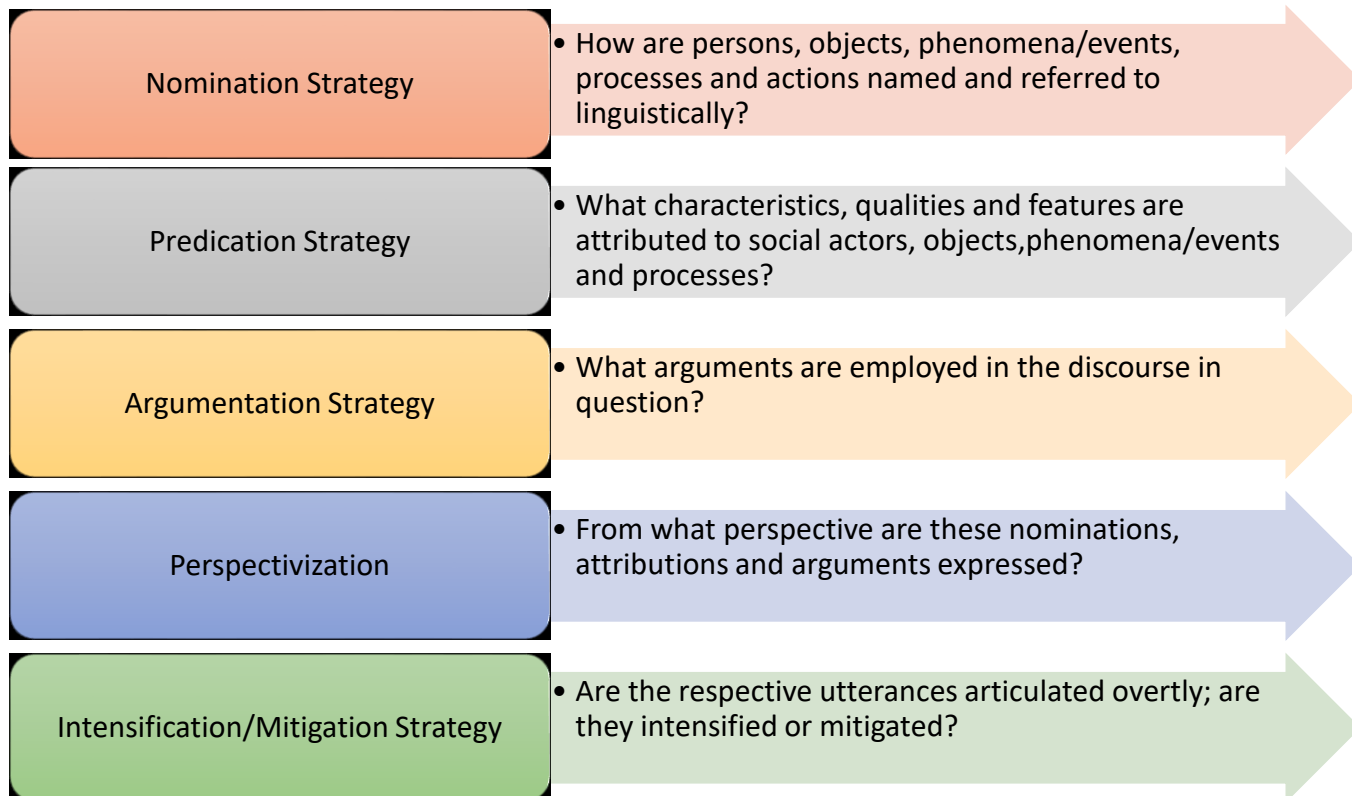 Nomination Strategy
• How are persons, objects, phenomena/events,
processes and actions named and referred to
linguistically?
Predication Strategy
• What characteristics, qualities and features are
attributed to social actors, objects,phenomena/events
and processes?
Argumentation Strategy
• What arguments are employed in the discourse in
question?
Perspectivization
• From what perspective are these nominations,
attributions and arguments expressed?
Intensification/Mitigation Strategy
• Are the respective utterances articulated overtly; are
they intensified or mitigated?